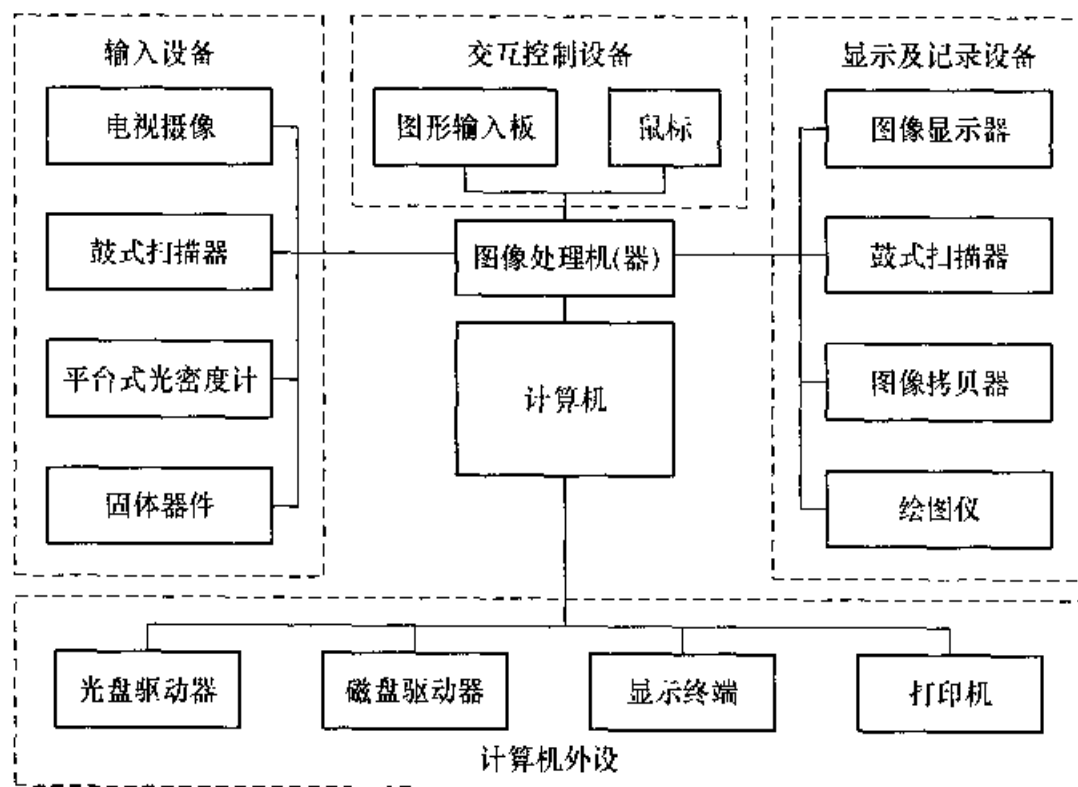 输入设备
电视摄像
鼓式扫描器
平台式光密度计
固体器件
交互控制设备
图形输入板
鼠标
图像处理机(器)
计算机
显示及记录设备
图像显示器
鼓式扫描器
图像拷贝器
绘图仪
光盘驱动器
磁盘驱动器
显示终端
打印机
计算机外设